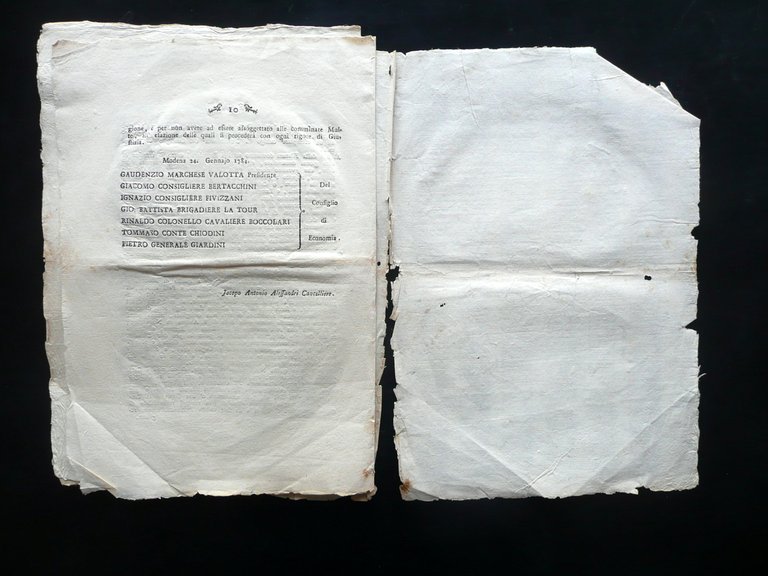 10
gione, e per non avere ad essere assoggettato alle comminate Mul-
elazione delle quali si procederà con ogni rigore di Giu-
stizia.
Modena 24. Gennajo 1784.
GAUDENZIO MARCHESE VALOTTA Presidente
GIACOMO CONSIGLIERE BERTACCHINI
IGNAZIO CONSIGLIERE FIVIZZANI
GIO. BATTISTA BRIGADIERE LA TOUR
RINALDO COLONELLO CAVALIERE BOCCOLARI
TOMMASO CONTE CHIODINI
PIETRO GENERALE GIARDINI
Del
Consiglio
di
Economia.
Jacopo Antonio Alessandri Cancelliere.